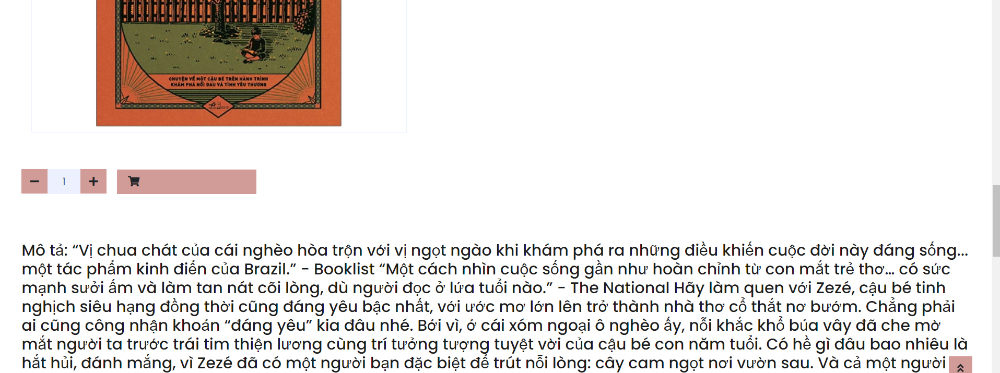 CHUYỆN VỀ MỘT CẬU BÉ TRÊN HÀNH TRÌNH
KHÁM PHÁ NỖI ĐAU VÀ TÌNH YÊU THƯƠNG
1
Mô tả: “Vị chua chát của cái nghèo hòa trộn với vị ngọt ngào khi khám phá ra những điều khiến cuộc đời này đáng sống...
một tác phẩm kinh điển của Brazil.” - Booklist “Một cách nhìn cuộc sống gần như hoàn chỉnh từ con mắt trẻ thơ… có sức
mạnh sưởi ấm và làm tan nát cõi lòng, dù người đọc ở lứa tuổi nào.” - The National Hãy làm quen với Zezé, cậu bé tinh
nghịch siêu hạng đồng thời cũng đáng yêu bậc nhất, với ước mơ lớn lên trở thành nhà thơ cổ thắt nơ bướm. Chẳng phải
ai cũng công nhận khoản “đáng yêu” kia đâu nhé. Bởi vì, ở cái xóm ngoại ô nghèo ấy, nỗi khắc khổ bủa vây đã che mờ
mắt người ta trước trái tim thiện lương cùng trí tưởng tượng tuyệt vời của cậu bé con năm tuổi. Có hề gì đâu bao nhiêu là
hắt hủi, đánh mắng, vì Zezé đã có một người bạn đặc biệt để trút nỗi lòng: cây cam ngọt nơi vườn sau. Và cả một người